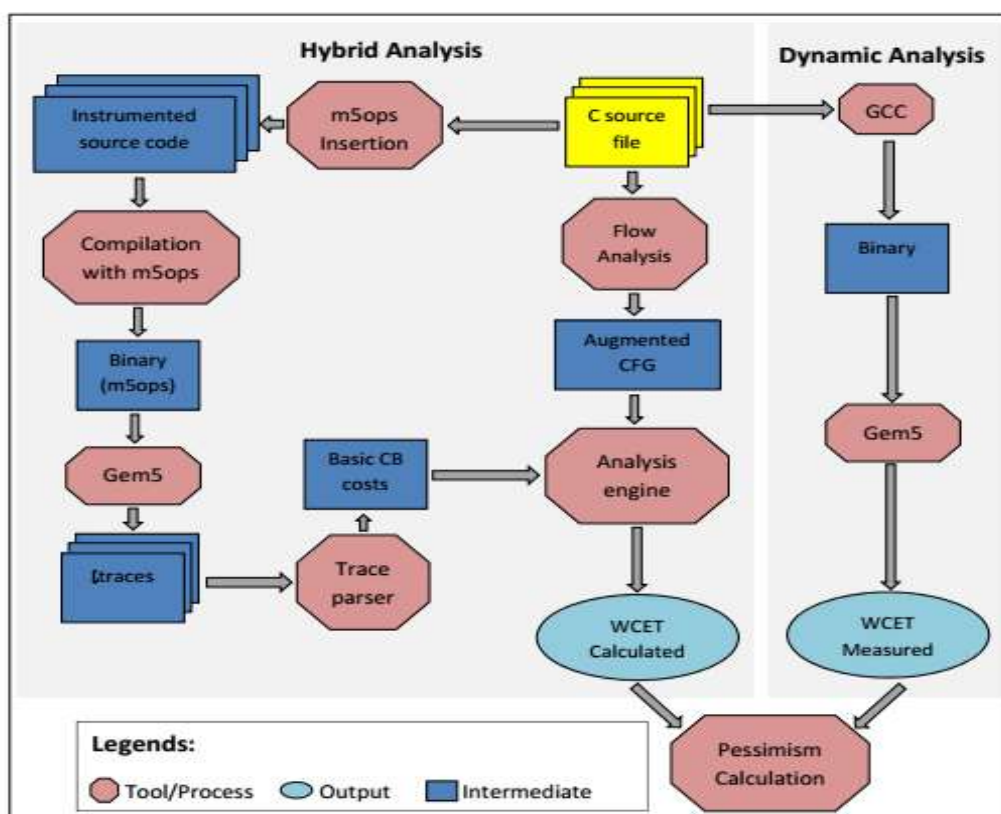 Hybrid Analysis
Dynamic Analysis
Instrumented
source code
m5ops
Insertion
C source
file
GCC
Compilation
with m5ops
Flow
Analysis
Binary
Binary
(m5ops)
Augmented
CFG
Gem5
Basic CB
costs
Analysis
engine
Gem5
traces
Trace
parser
WCET
Calculated
WCET
Measured
Legends:
Tool/Process
Output
Intermediate
Pessimism
Calculation